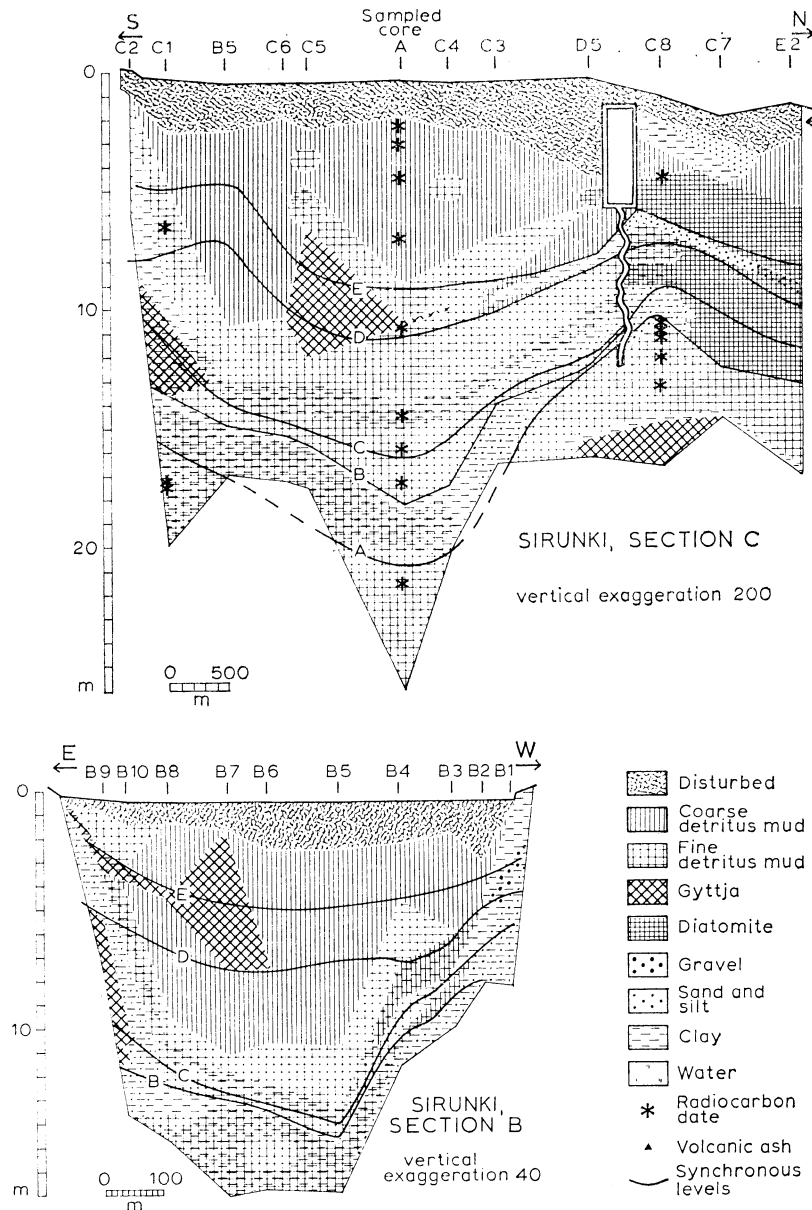 Sampled
core
S
N
C2 C1 B5 C6 C5 A C4 C3 D5 C8 C7 E2
0
10
20
m
E
D
C
B
A
SIRUNKI, SECTION C
vertical exaggeration 200
0 500
m
E
W
B9 B10 B8 B7 B6 B5 B4 B3 B2 B1
0
10
m
E
D
C
B
SIRUNKI,
SECTION B
vertical
exaggeration 40
0 100
m
Disturbed
Coarse
detritus mud
Fine
detritus mud
Gyttja
Diatomite
Gravel
Sand and
silt
Clay
Water
Radiocarbon
date
Volcanic ash
Synchronous
levels